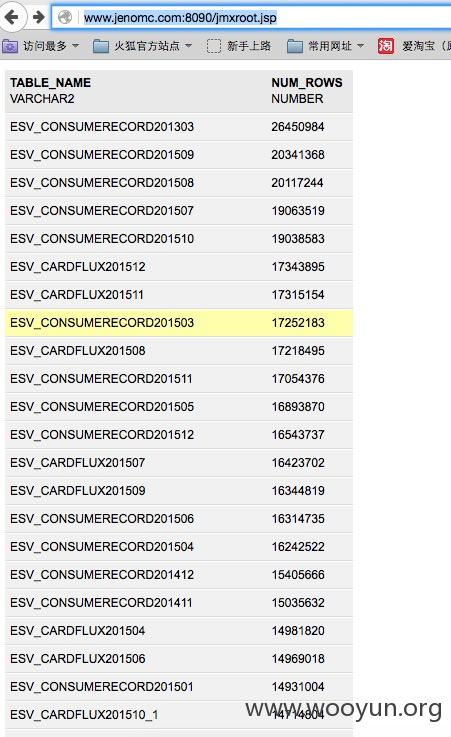 www.jenomc.com:8090/jmxroot.jsp
访问最多 火狐官方站点 新手上路 常用网址 淘 爱淘宝
TABLE_NAME NUM_ROWS
VARCHAR2 NUMBER
ESV_CONSUMERECORD201303 26450984
ESV_CONSUMERECORD201509 20341368
ESV_CONSUMERECORD201508 20117244
ESV_CONSUMERECORD201507 19063519
ESV_CONSUMERECORD201510 19038583
ESV_CARDFLUX201512 17343895
ESV_CARDFLUX201511 17315154
ESV_CONSUMERECORD201503 17252183
ESV_CARDFLUX201508 17218495
ESV_CONSUMERECORD201511 17054376
ESV_CONSUMERECORD201505 16893870
ESV_CONSUMERECORD201512 16543737
ESV_CARDFLUX201507 16423702
ESV_CARDFLUX201509 16344819
ESV_CONSUMERECORD201506 16314735
ESV_CONSUMERECORD201504 16242522
ESV_CONSUMERECORD201412 15405666
ESV_CONSUMERECORD201411 15035632
ESV_CARDFLUX201504 14981820
ESV_CARDFLUX201506 14969018
ESV_CONSUMERECORD201501 14931004
ESV_CARDFLUX201510_1 14714804
www.wooyun.org